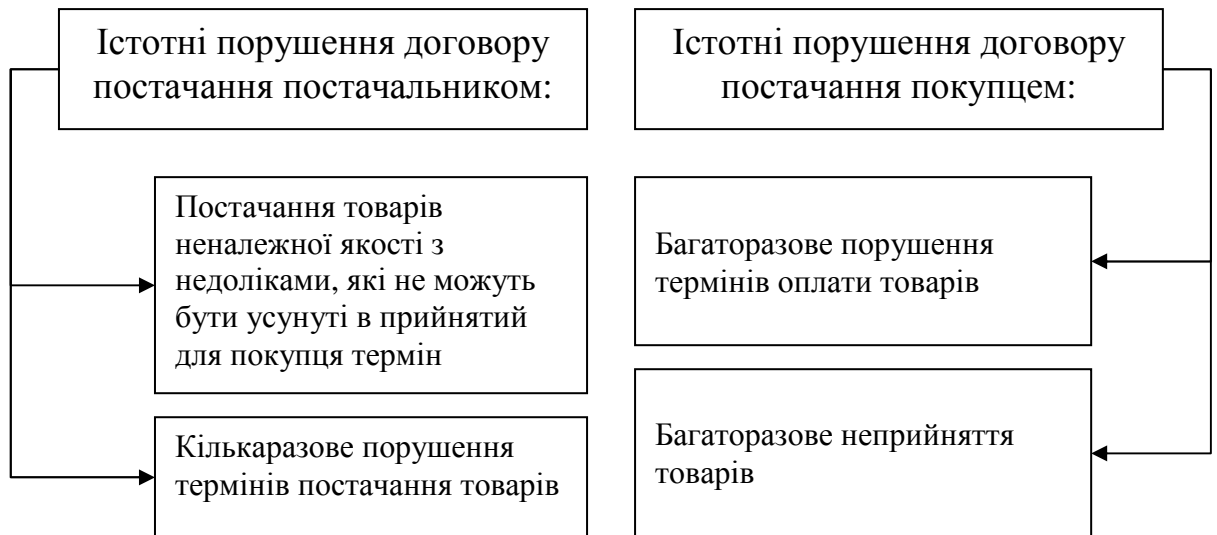 Істотні порушення договору
постачання постачальником:
Постачання товарів
неналежної якості з
недоліками, які не можуть
бути усунуті в прийнятий
для покупця термін
Кількаразове порушення
термінів постачання товарів
Істотні порушення договору
постачання покупцем:
Багаторазове порушення
термінів оплати товарів
Багаторазове неприйняття
товарів